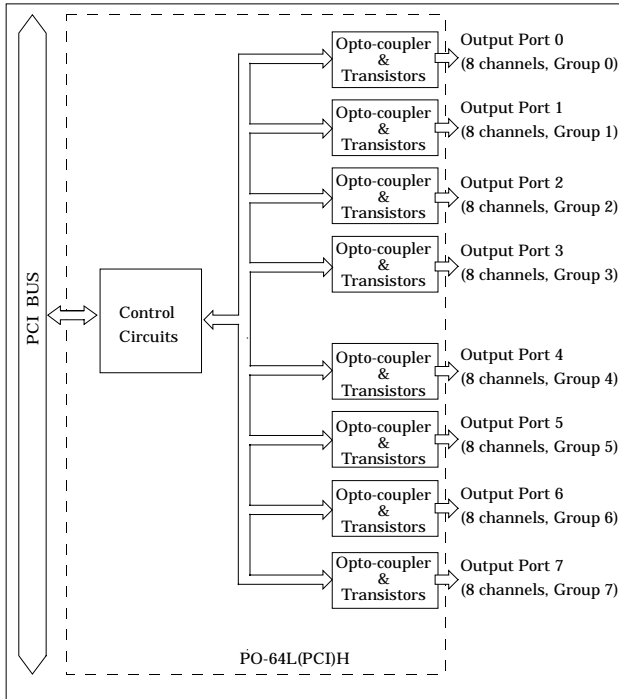 Opto-coupler
&
Transistors
Output Port 0
(8 channels, Group 0)
Opto-coupler
&
Transistors
Output Port 1
(8 channels, Group 1)
Opto-coupler
&
Transistors
Output Port 2
(8 channels, Group 2)
Opto-coupler
&
Transistors
Output Port 3
(8 channels, Group 3)
PCI BUS
Control
Circuits
Opto-coupler
&
Transistors
Output Port 4
(8 channels, Group 4)
Opto-coupler
&
Transistors
Output Port 5
(8 channels, Group 5)
Opto-coupler
&
Transistors
Output Port 6
(8 channels, Group 6)
Opto-coupler
&
Transistors
Output Port 7
(8 channels, Group 7)
PO-64L(PCI)H